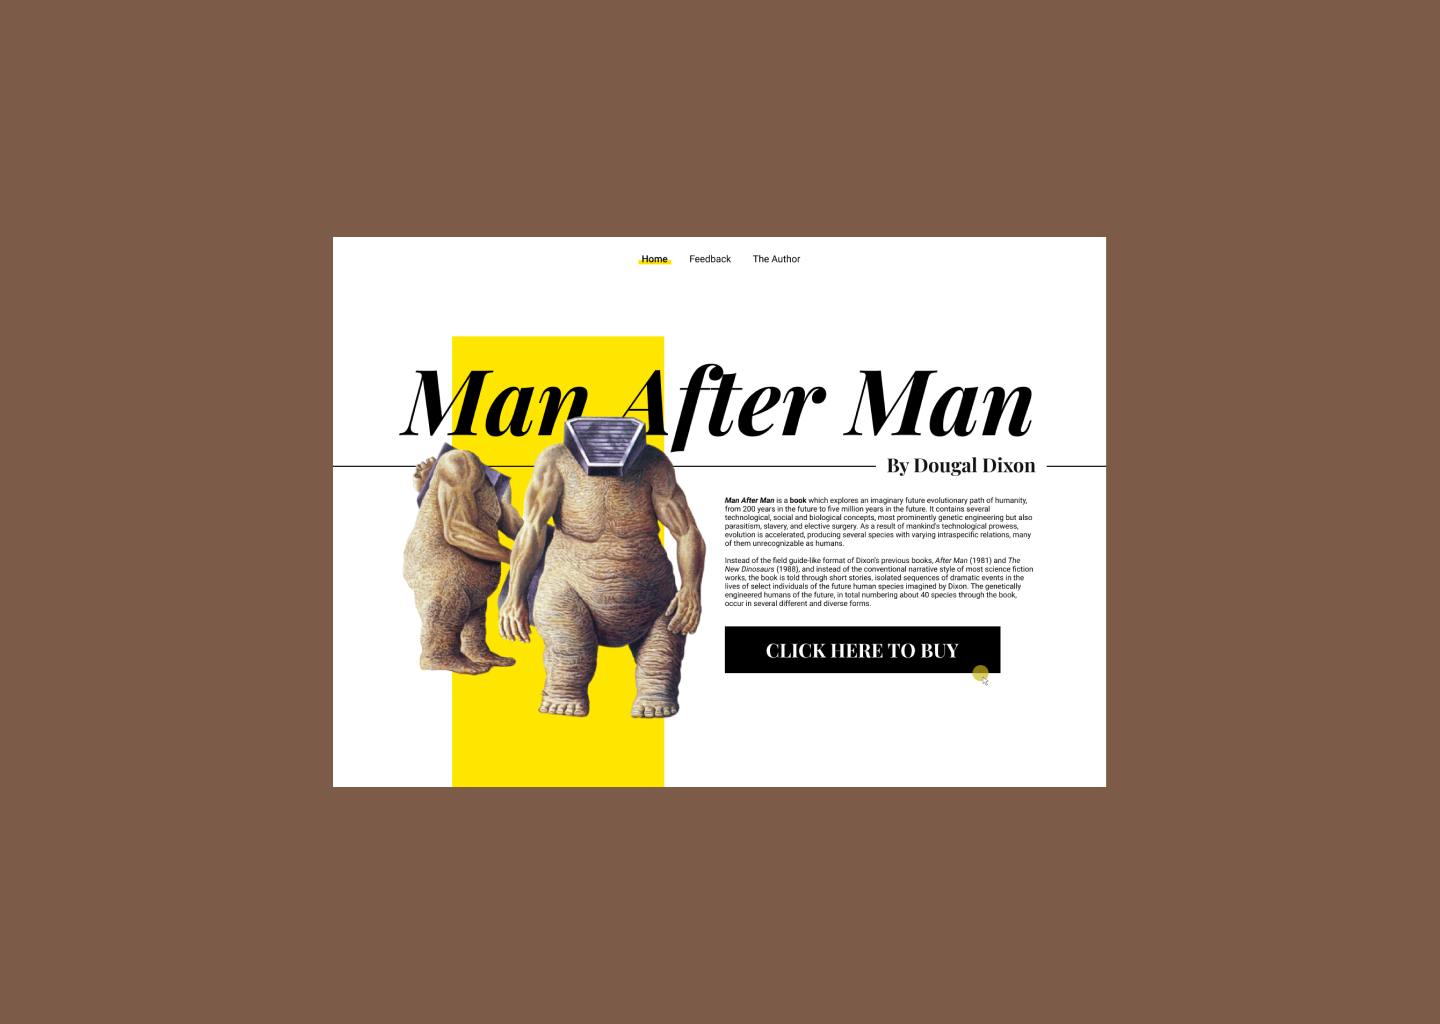 Home Feedback The Author
Man After Man
By Dougal Dixon
Man After Man is a book which explores an imaginary future evolutionary path of humanity,
from 200 years in the future to five million years in the future. It contains several
technological, social and biological concepts, most prominently genetic engineering but also
parasitism, slavery, and elective surgery. As a result of mankind's technological prowess,
evolution is accelerated, producing several species with varying intraspecific relations, many
of them unrecognizable as humans.
Instead of the field guide-like format of Dixon's previous books, After Man (1981) and The
New Dinosaurs (1988), and instead of the conventional narrative style of most science fiction
works, the book is told through short stories, isolated sequences of dramatic events in the
lives of select individuals of the future human species imagined by Dixon. The genetically
engineered humans of the future, in total numbering about 40 species through the book,
occur in several different and diverse forms.
CLICK HERE TO BUY